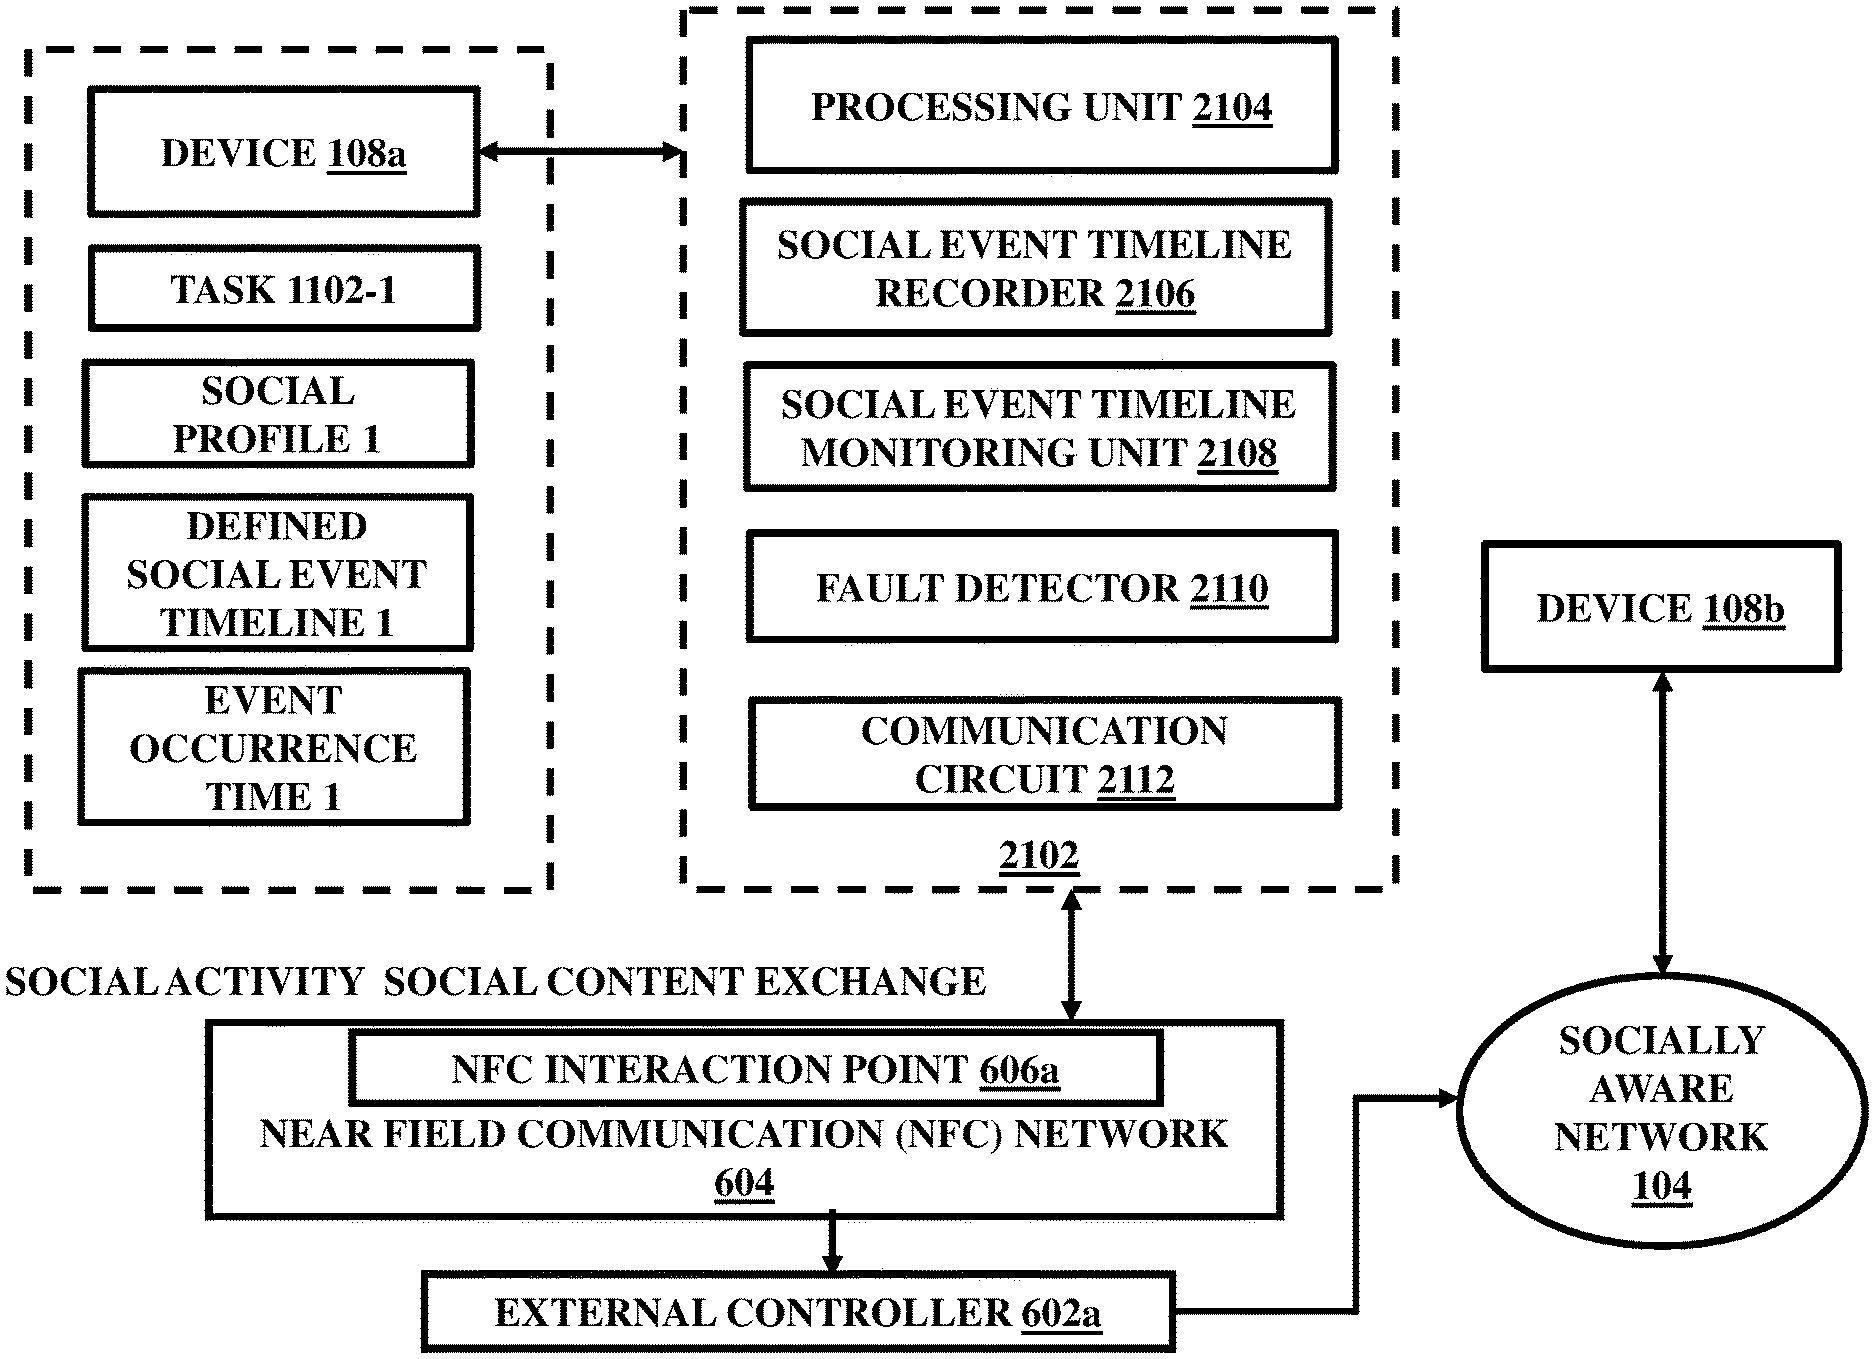 DEVICE 108a
TASK 1102-1
SOCIAL
PROFILE 1
DEFINED
SOCIAL EVENT
TIMELINE 1
EVENT
OCCURRENCE
TIME 1
PROCESSING UNIT 2104
SOCIAL EVENT TIMELINE
RECORDER 2106
SOCIAL EVENT TIMELINE
MONITORING UNIT 2108
FAULT DETECTOR 2110
COMMUNICATION
CIRCUIT 2112
2102
DEVICE 108b
SOCIAL ACTIVITY SOCIAL CONTENT EXCHANGE
NFC INTERACTION POINT 606a
NEAR FIELD COMMUNICATION (NFC) NETWORK
604
EXTERNAL CONTROLLER 602a
SOCIALLY
AWARE
NETWORK
104